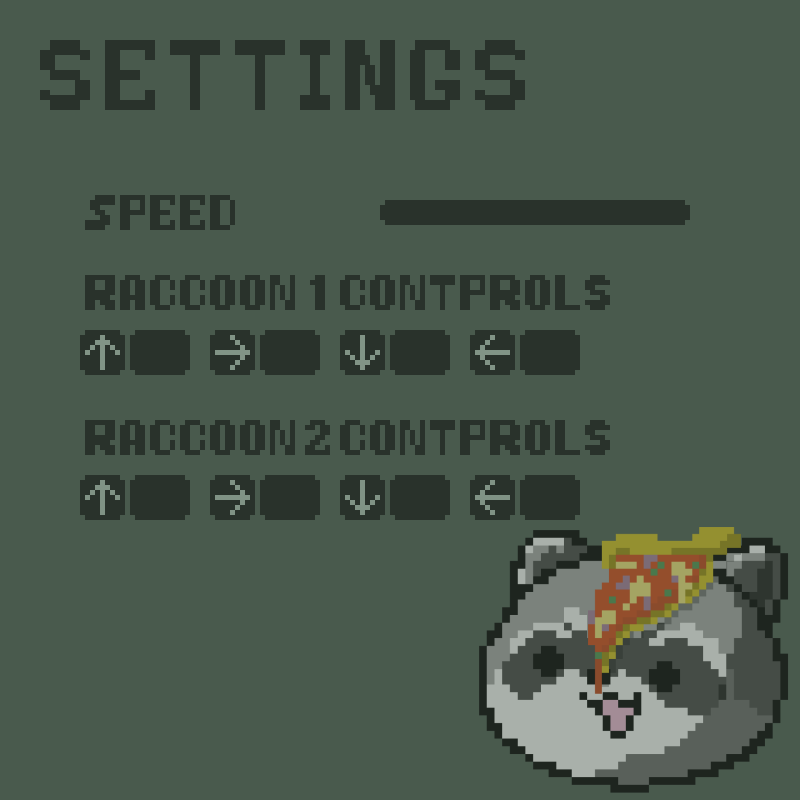 SETTINGS
SPEED
RACCOON 1 CONTPROLS
↑ → ↓ ←
RACCOON 2 CONTPROLS
↑ → ↓ ←